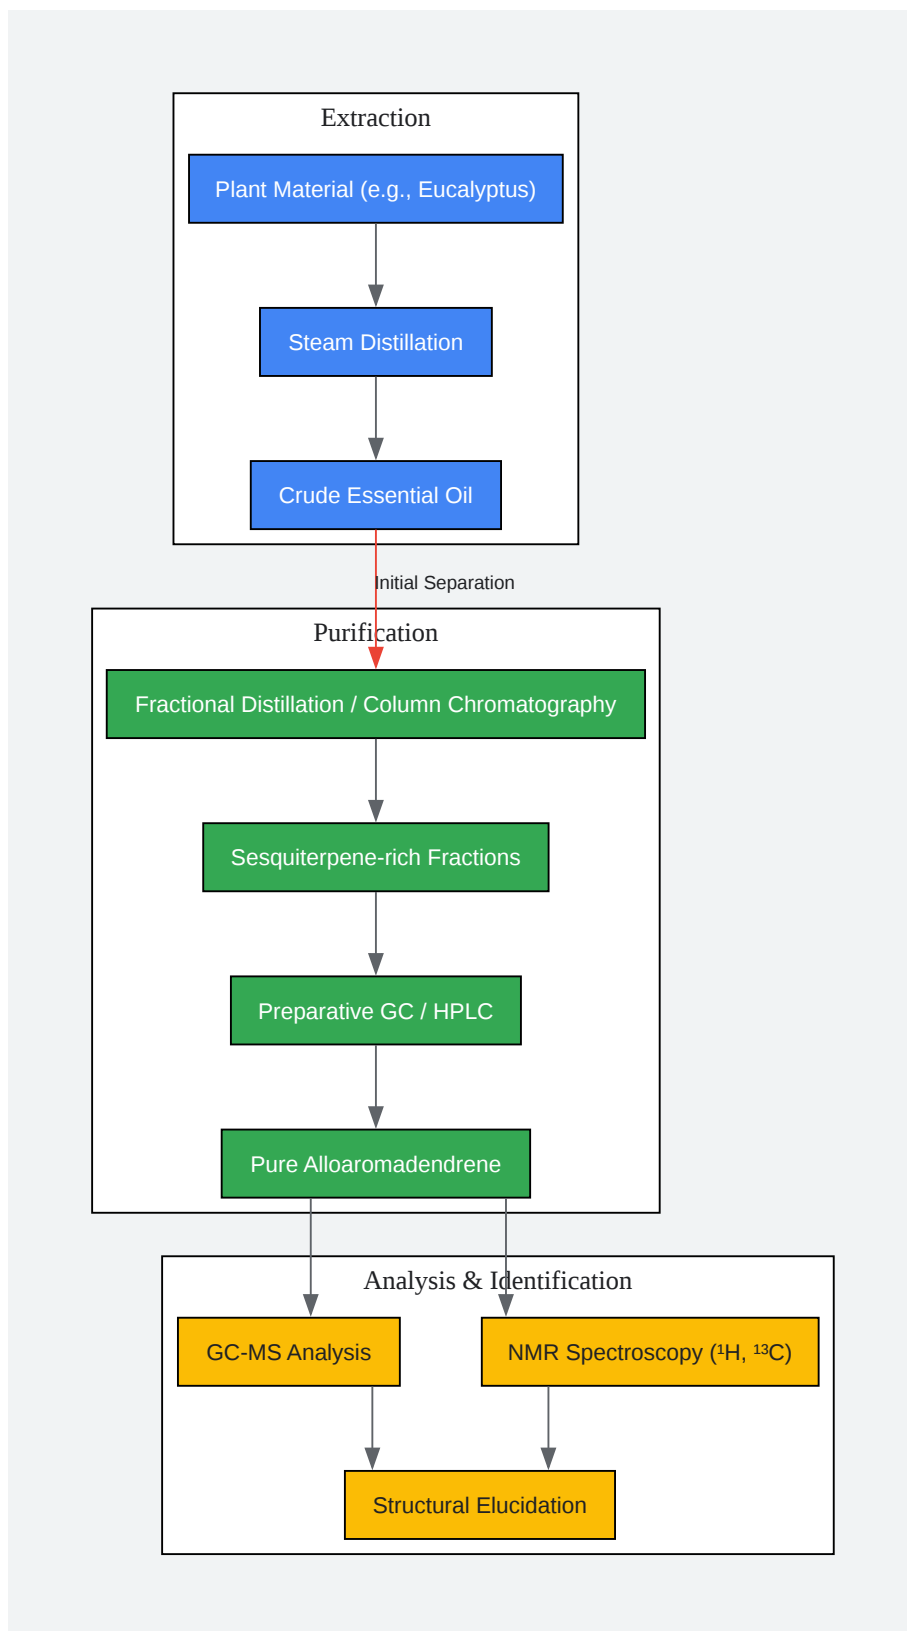 Extraction
Plant Material (e.g., Eucalyptus)
Steam Distillation
Crude Essential Oil
Initial Separation
Purification
Fractional Distillation / Column Chromatography
Sesquiterpene-rich Fractions
Preparative GC / HPLC
Pure Alloaromadendrene
Analysis & Identification
GC-MS Analysis
NMR Spectroscopy (¹H, ¹³C)
Structural Elucidation